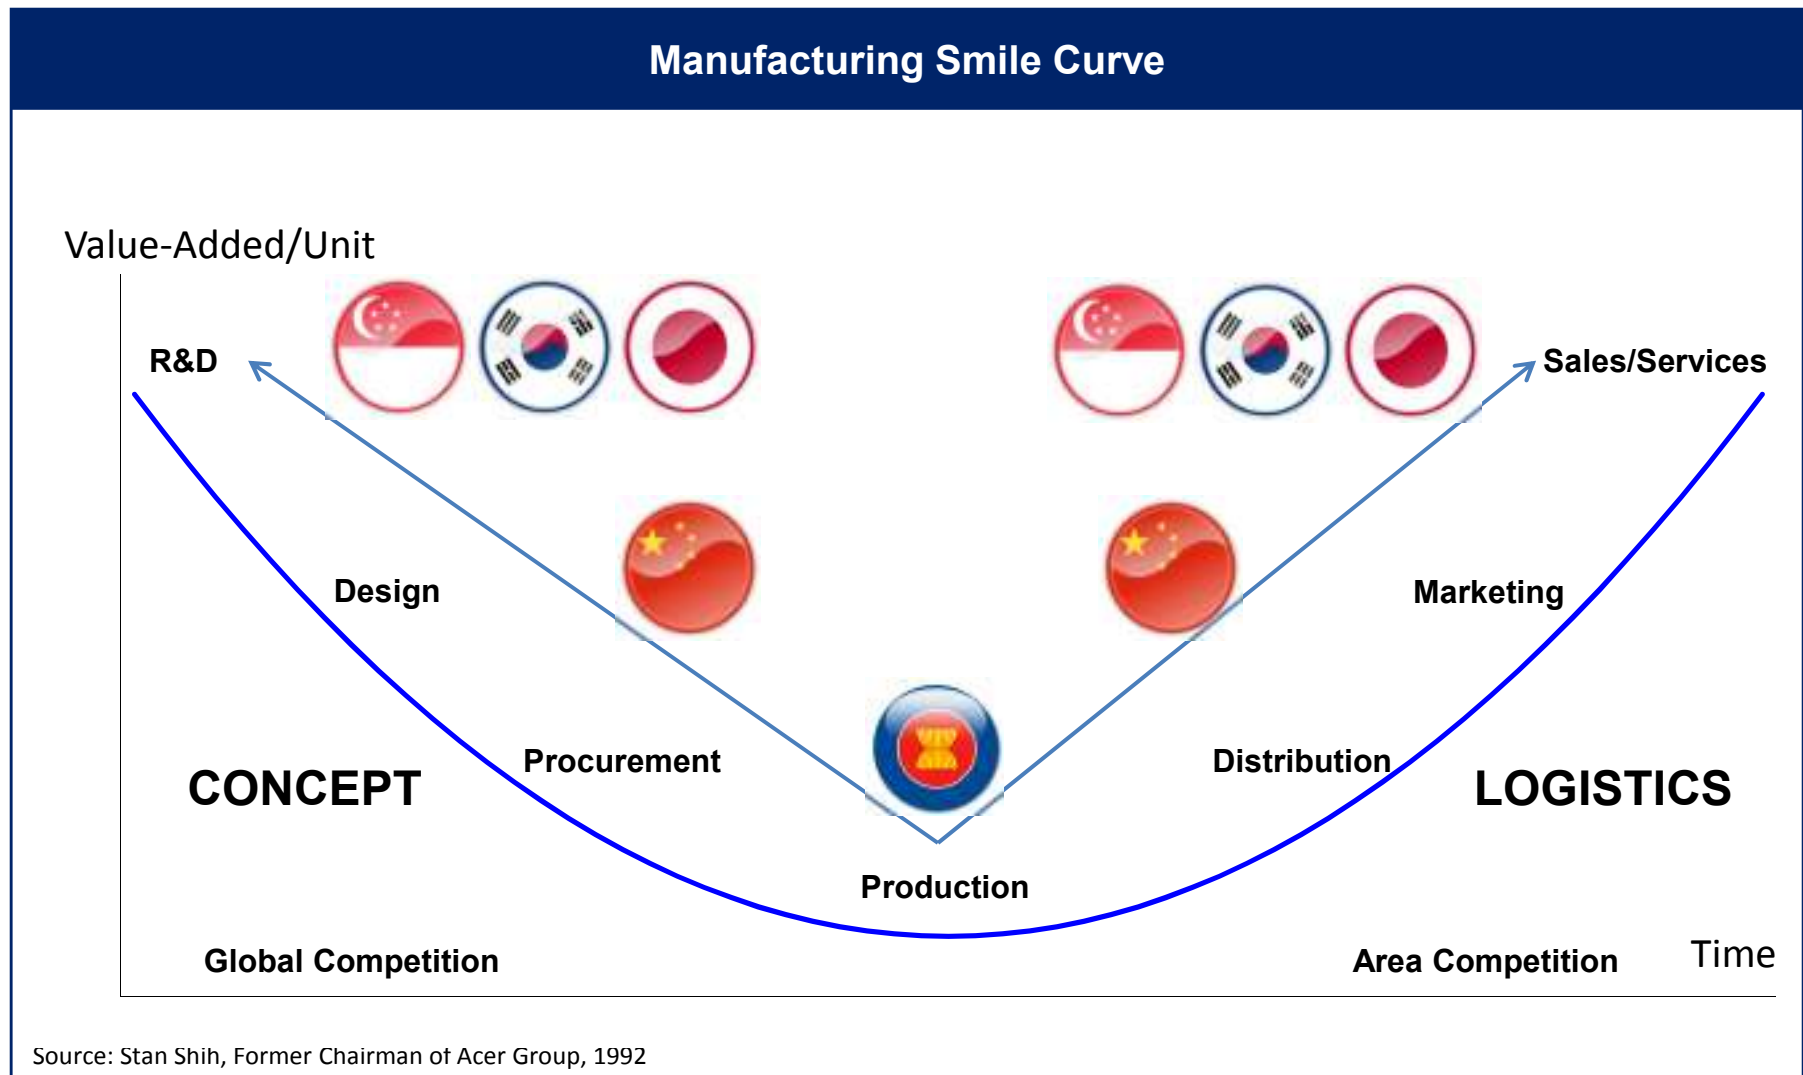 Manufacturing Smile Curve
Value-Added/Unit
R&D
Sales/Services
Design
Marketing
Procurement
Distribution
CONCEPT
LOGISTICS
Production
Global Competition
Area Competition
Time
Source: Stan Shih, Former Chairman of Acer Group, 1992